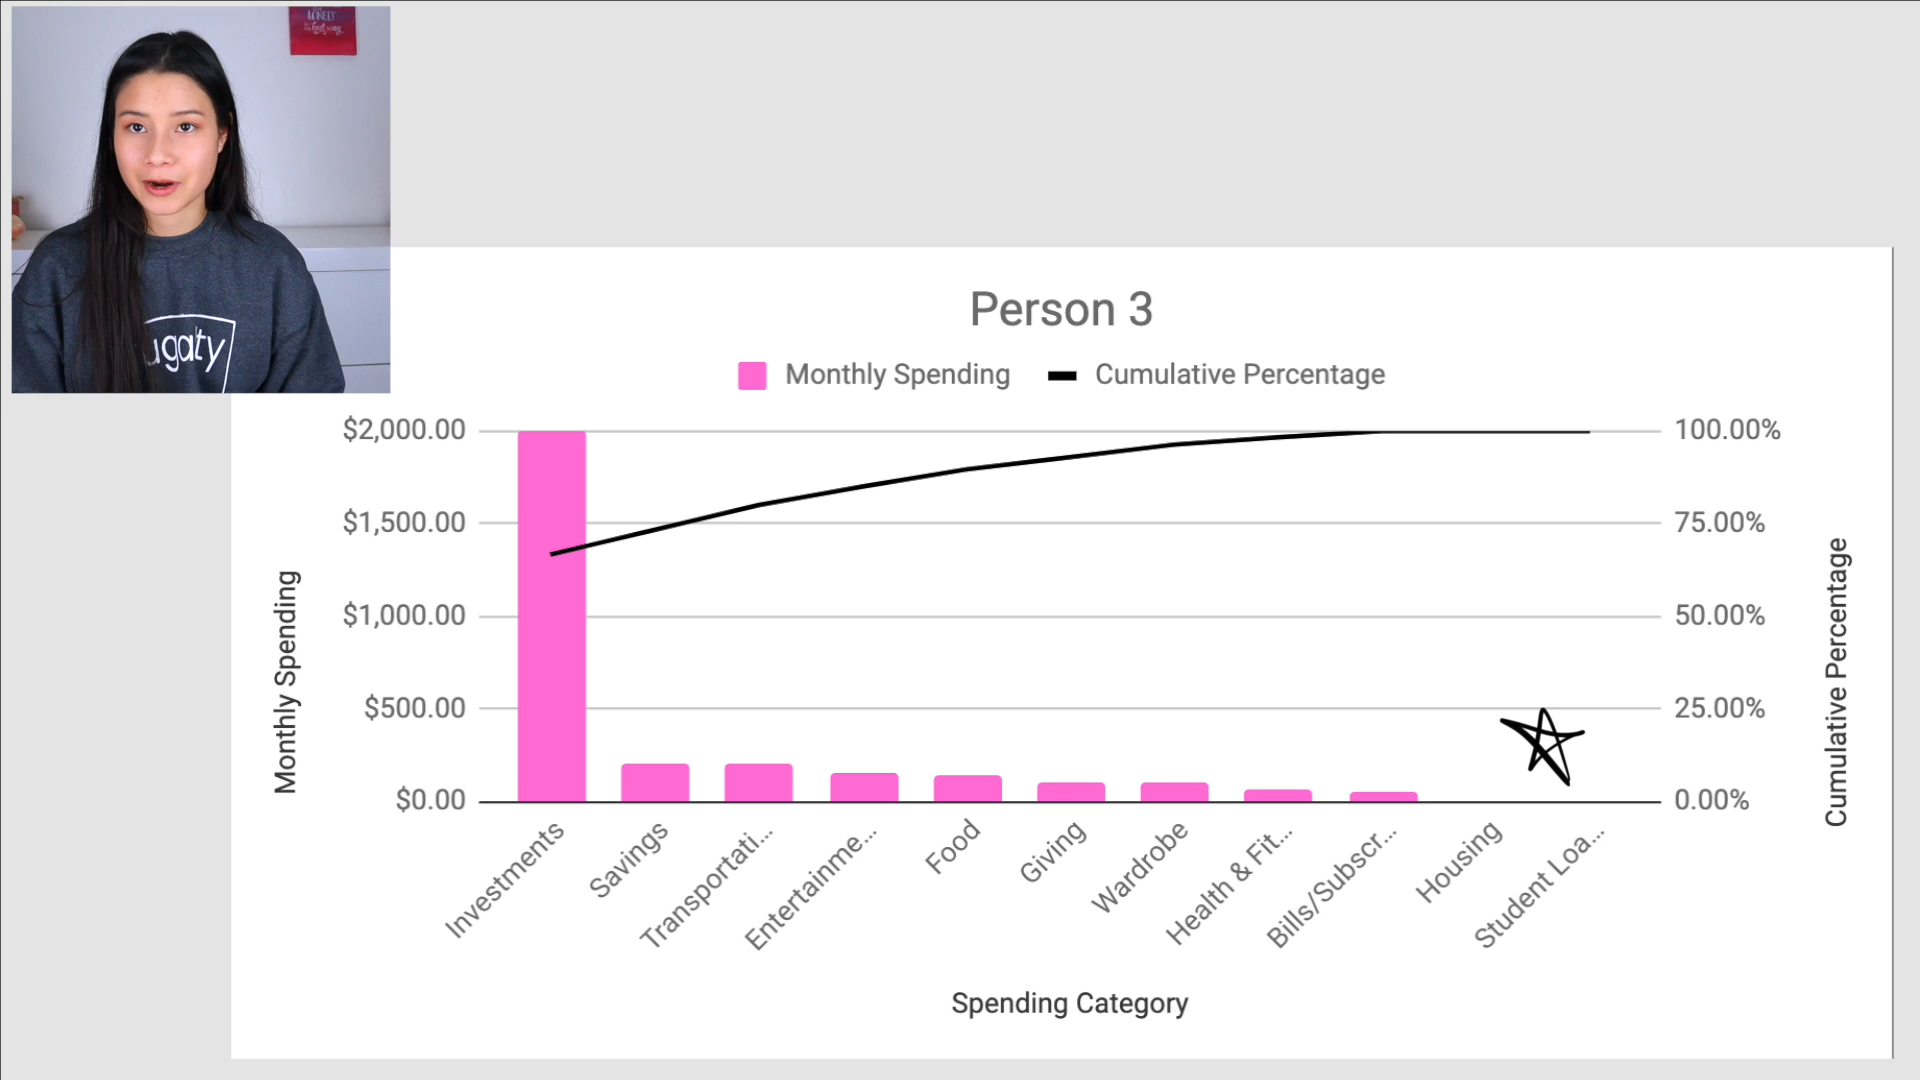 LONELY
ugaty
Person 3
Monthly Spending
Cumulative Percentage
$2,000.00
$1,500.00
$1,000.00
$500.00
$0.00
100.00%
75.00%
50.00%
25.00%
0.00%
Monthly Spending
Cumulative Percentage
Investments
Savings
Transportati...
Entertainme...
Food
Giving
Wardrobe
Health & Fit...
Bills/Subscr...
Housing
Student Loa...
Spending Category